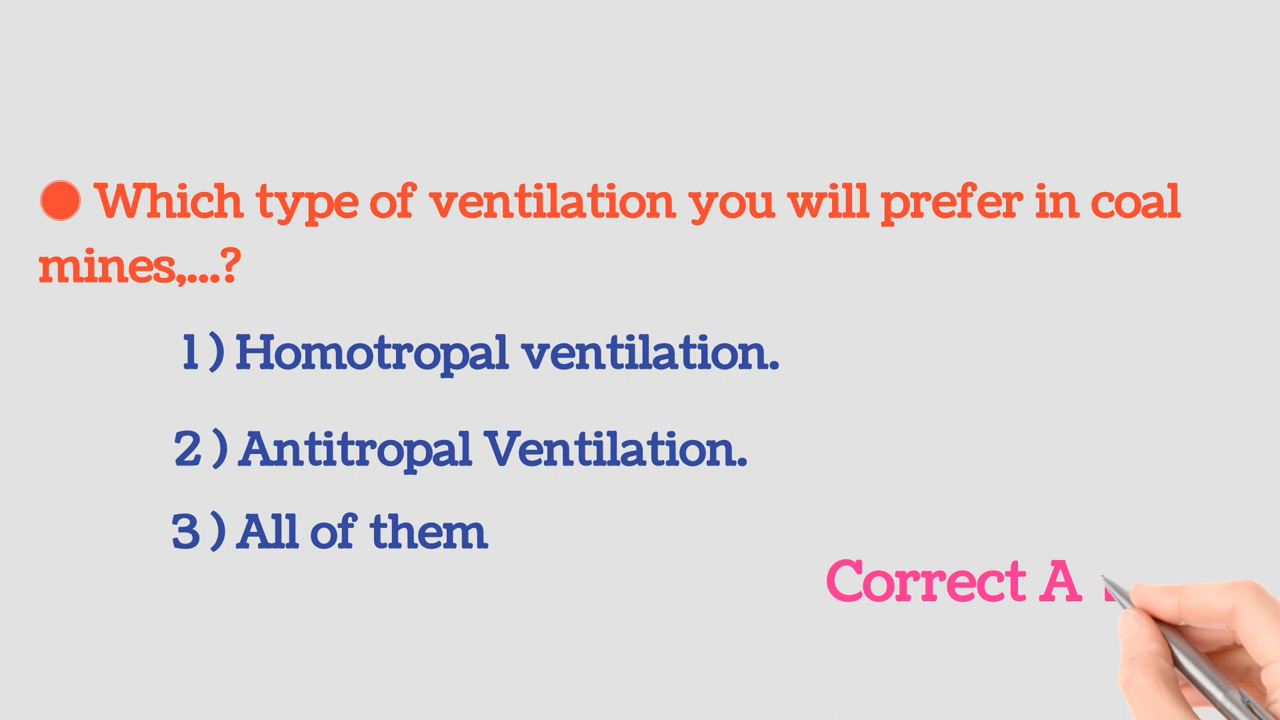 Which type of ventilation you will prefer in coal
mines,...?
1 ) Homotropal ventilation.
2 ) Antitropal Ventilation.
3 ) All of them
Correct A